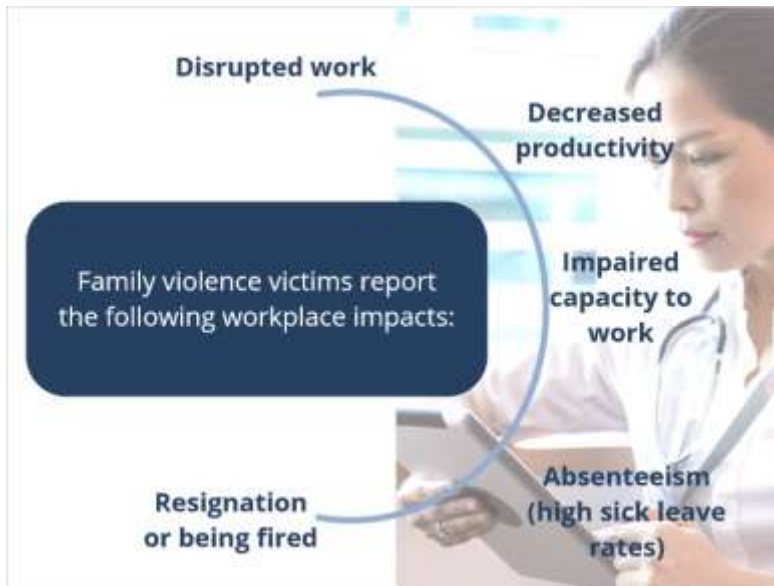 Disrupted work
Decreased
productivity
Family violence victims report
the following workplace impacts:
Impaired
capacity to
work
Absenteeism
(high sick leave
rates)
Resignation
or being fired